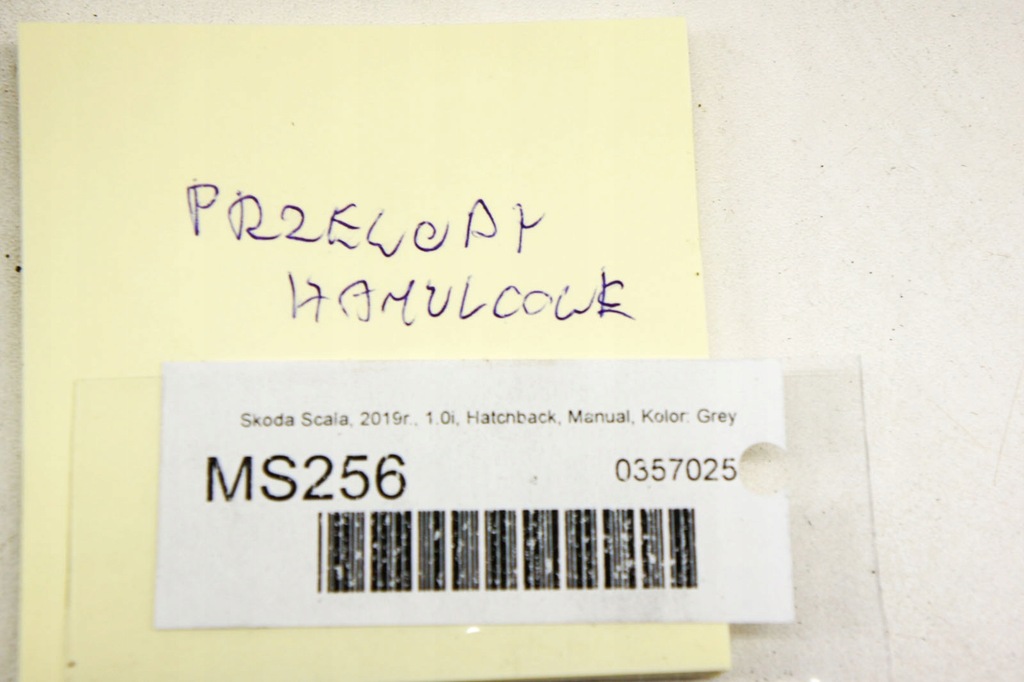 PRZEWODY
HAMULCOWE
Skoda Scala, 2019r., 1.0i, Hatchback, Manual, Kolor: Grey
MS256
0357025